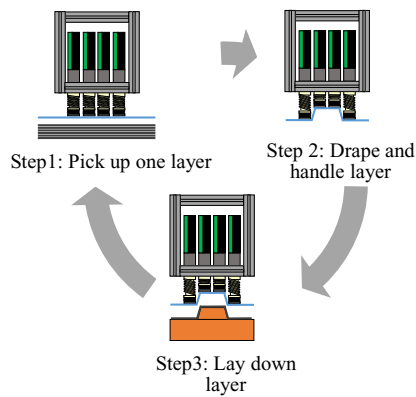 Step1: Pick up one layer
Step 2: Drape and
handle layer
Step3: Lay down
layer